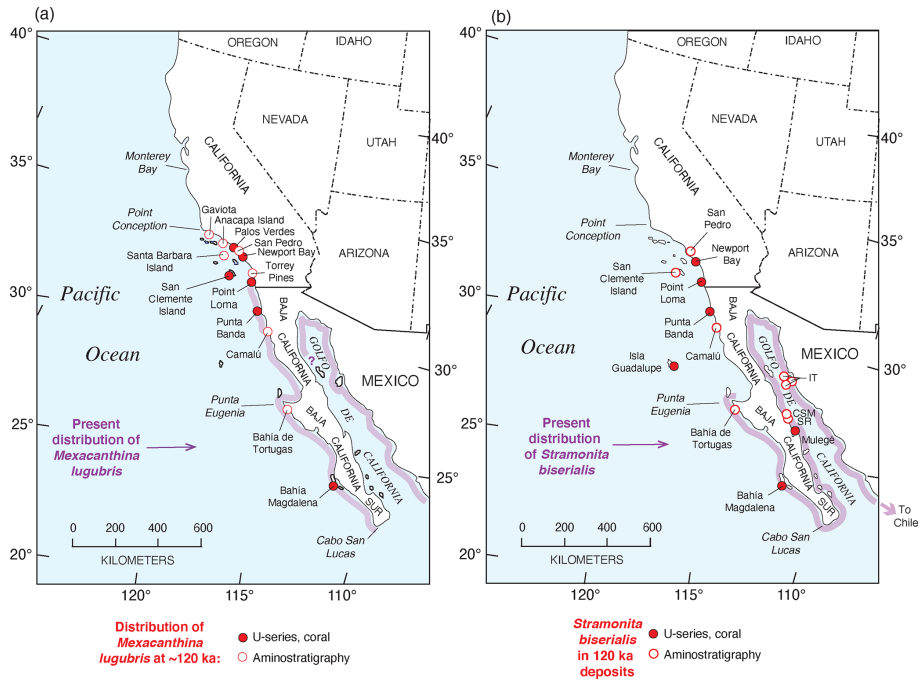 (a)
40°
35°
30°
25°
20°
40°
35°
30°
25°
120°
115°
110°
OREGON
IDAHO
NEVADA
UTAH
CALIFORNIA
ARIZONA
Monterey
Bay
Point
Conception
Gaviota
Anacapa Island
Palos Verdes
San Pedro
Newport Bay
Santa Barbara
Island
Torrey
Pines
San
Clemente
Island
Point
Loma
Pacific
Ocean
Punta
Banda
Camalú
BAJA
CALIFORNIA
GOLFO
DE
CALIFORNIA
MEXICO
?
Punta
Eugenia
BAJA
CALIFORNIA
SUR
Bahía de
Tortugas
Bahía
Magdalena
Cabo San
Lucas
Present
distribution of
Mexacanthina
lugubris
0 200 400 600
KILOMETERS
Distribution of
Mexacanthina
lugubris at ~120 ka:
U-series, coral
Aminostratigraphy
(b)
40°
35°
30°
25°
20°
40°
35°
30°
25°
120°
115°
110°
OREGON
IDAHO
NEVADA
UTAH
CALIFORNIA
ARIZONA
Monterey
Bay
Point
Conception
San
Pedro
Newport
Bay
San
Clemente
Island
Point
Loma
Pacific
Ocean
Punta
Banda
Camalú
Isla
Guadalupe
BAJA
CALIFORNIA
GOLFO
DE
CALIFORNIA
MEXICO
IT
CSM
SR
Mulegé
Punta
Eugenia
BAJA
CALIFORNIA
SUR
Bahía de
Tortugas
Bahía
Magdalena
Cabo San
Lucas
To
Chile
Present
distribution
of Stramonita
biserialis
0 200 400 600
KILOMETERS
Stramonita
biserialis
in 120 ka
deposits
U-series, coral
Aminostratigraphy